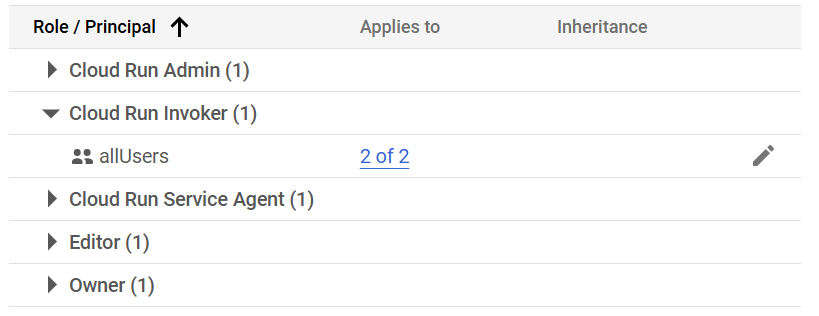 Role / Principal Applies to Inheritance
Cloud Run Admin (1)
Cloud Run Invoker (1)
allUsers 2 of 2
Cloud Run Service Agent (1)
Editor (1)
Owner (1)